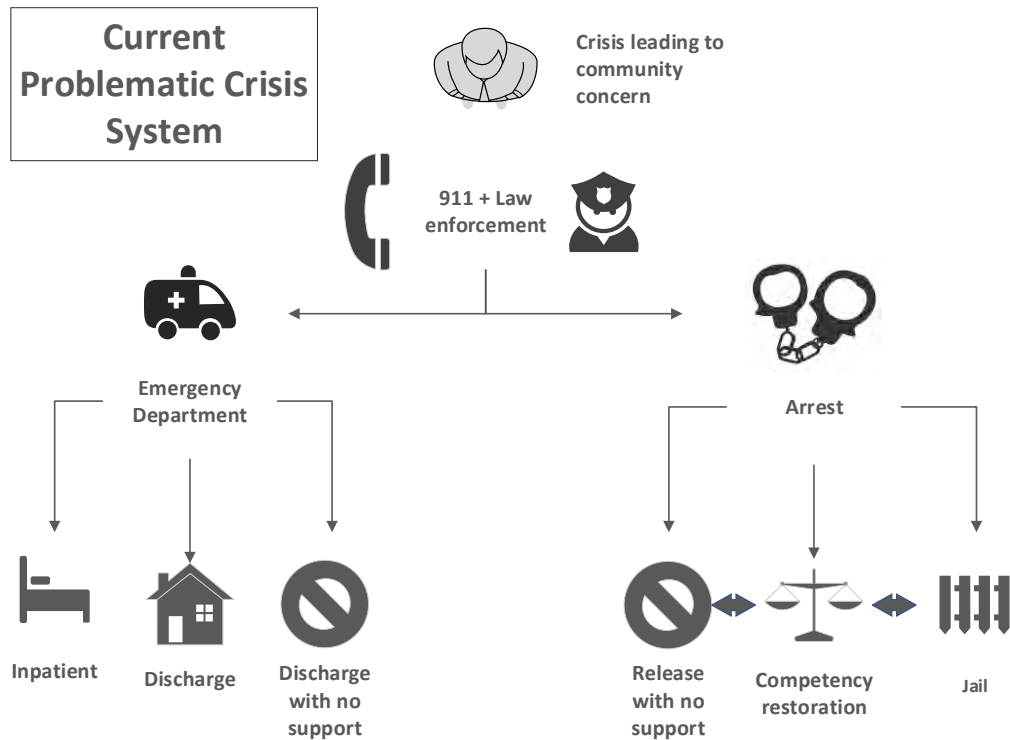 Current
Problematic Crisis
System
Crisis leading to
community
concern
911 + Law
enforcement
Emergency
Department
Arrest
Inpatient
Discharge
Discharge
with no
support
Release
with no
support
Competency
restoration
Jail